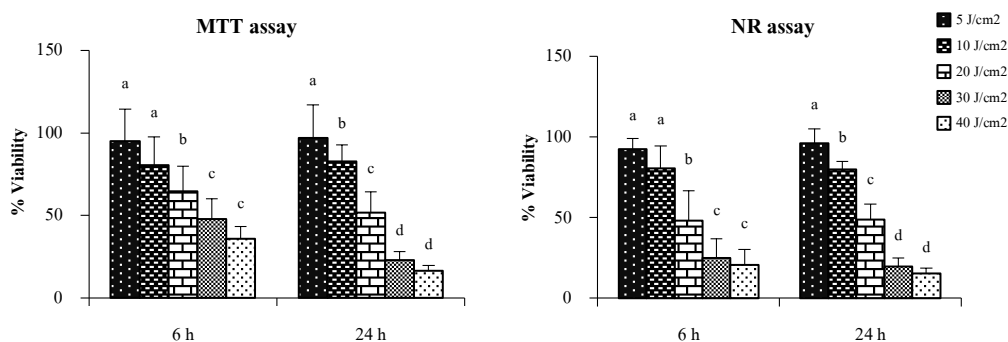 MTT assay
150
100
50
0
% Viability
a
a
b
c
c
a
b
c
d
d
6 h
24 h
NR assay
150
100
50
0
% Viability
a
a
b
c
c
a
b
c
d
d
6 h
24 h
5 J/cm2
10 J/cm2
20 J/cm2
30 J/cm2
40 J/cm2